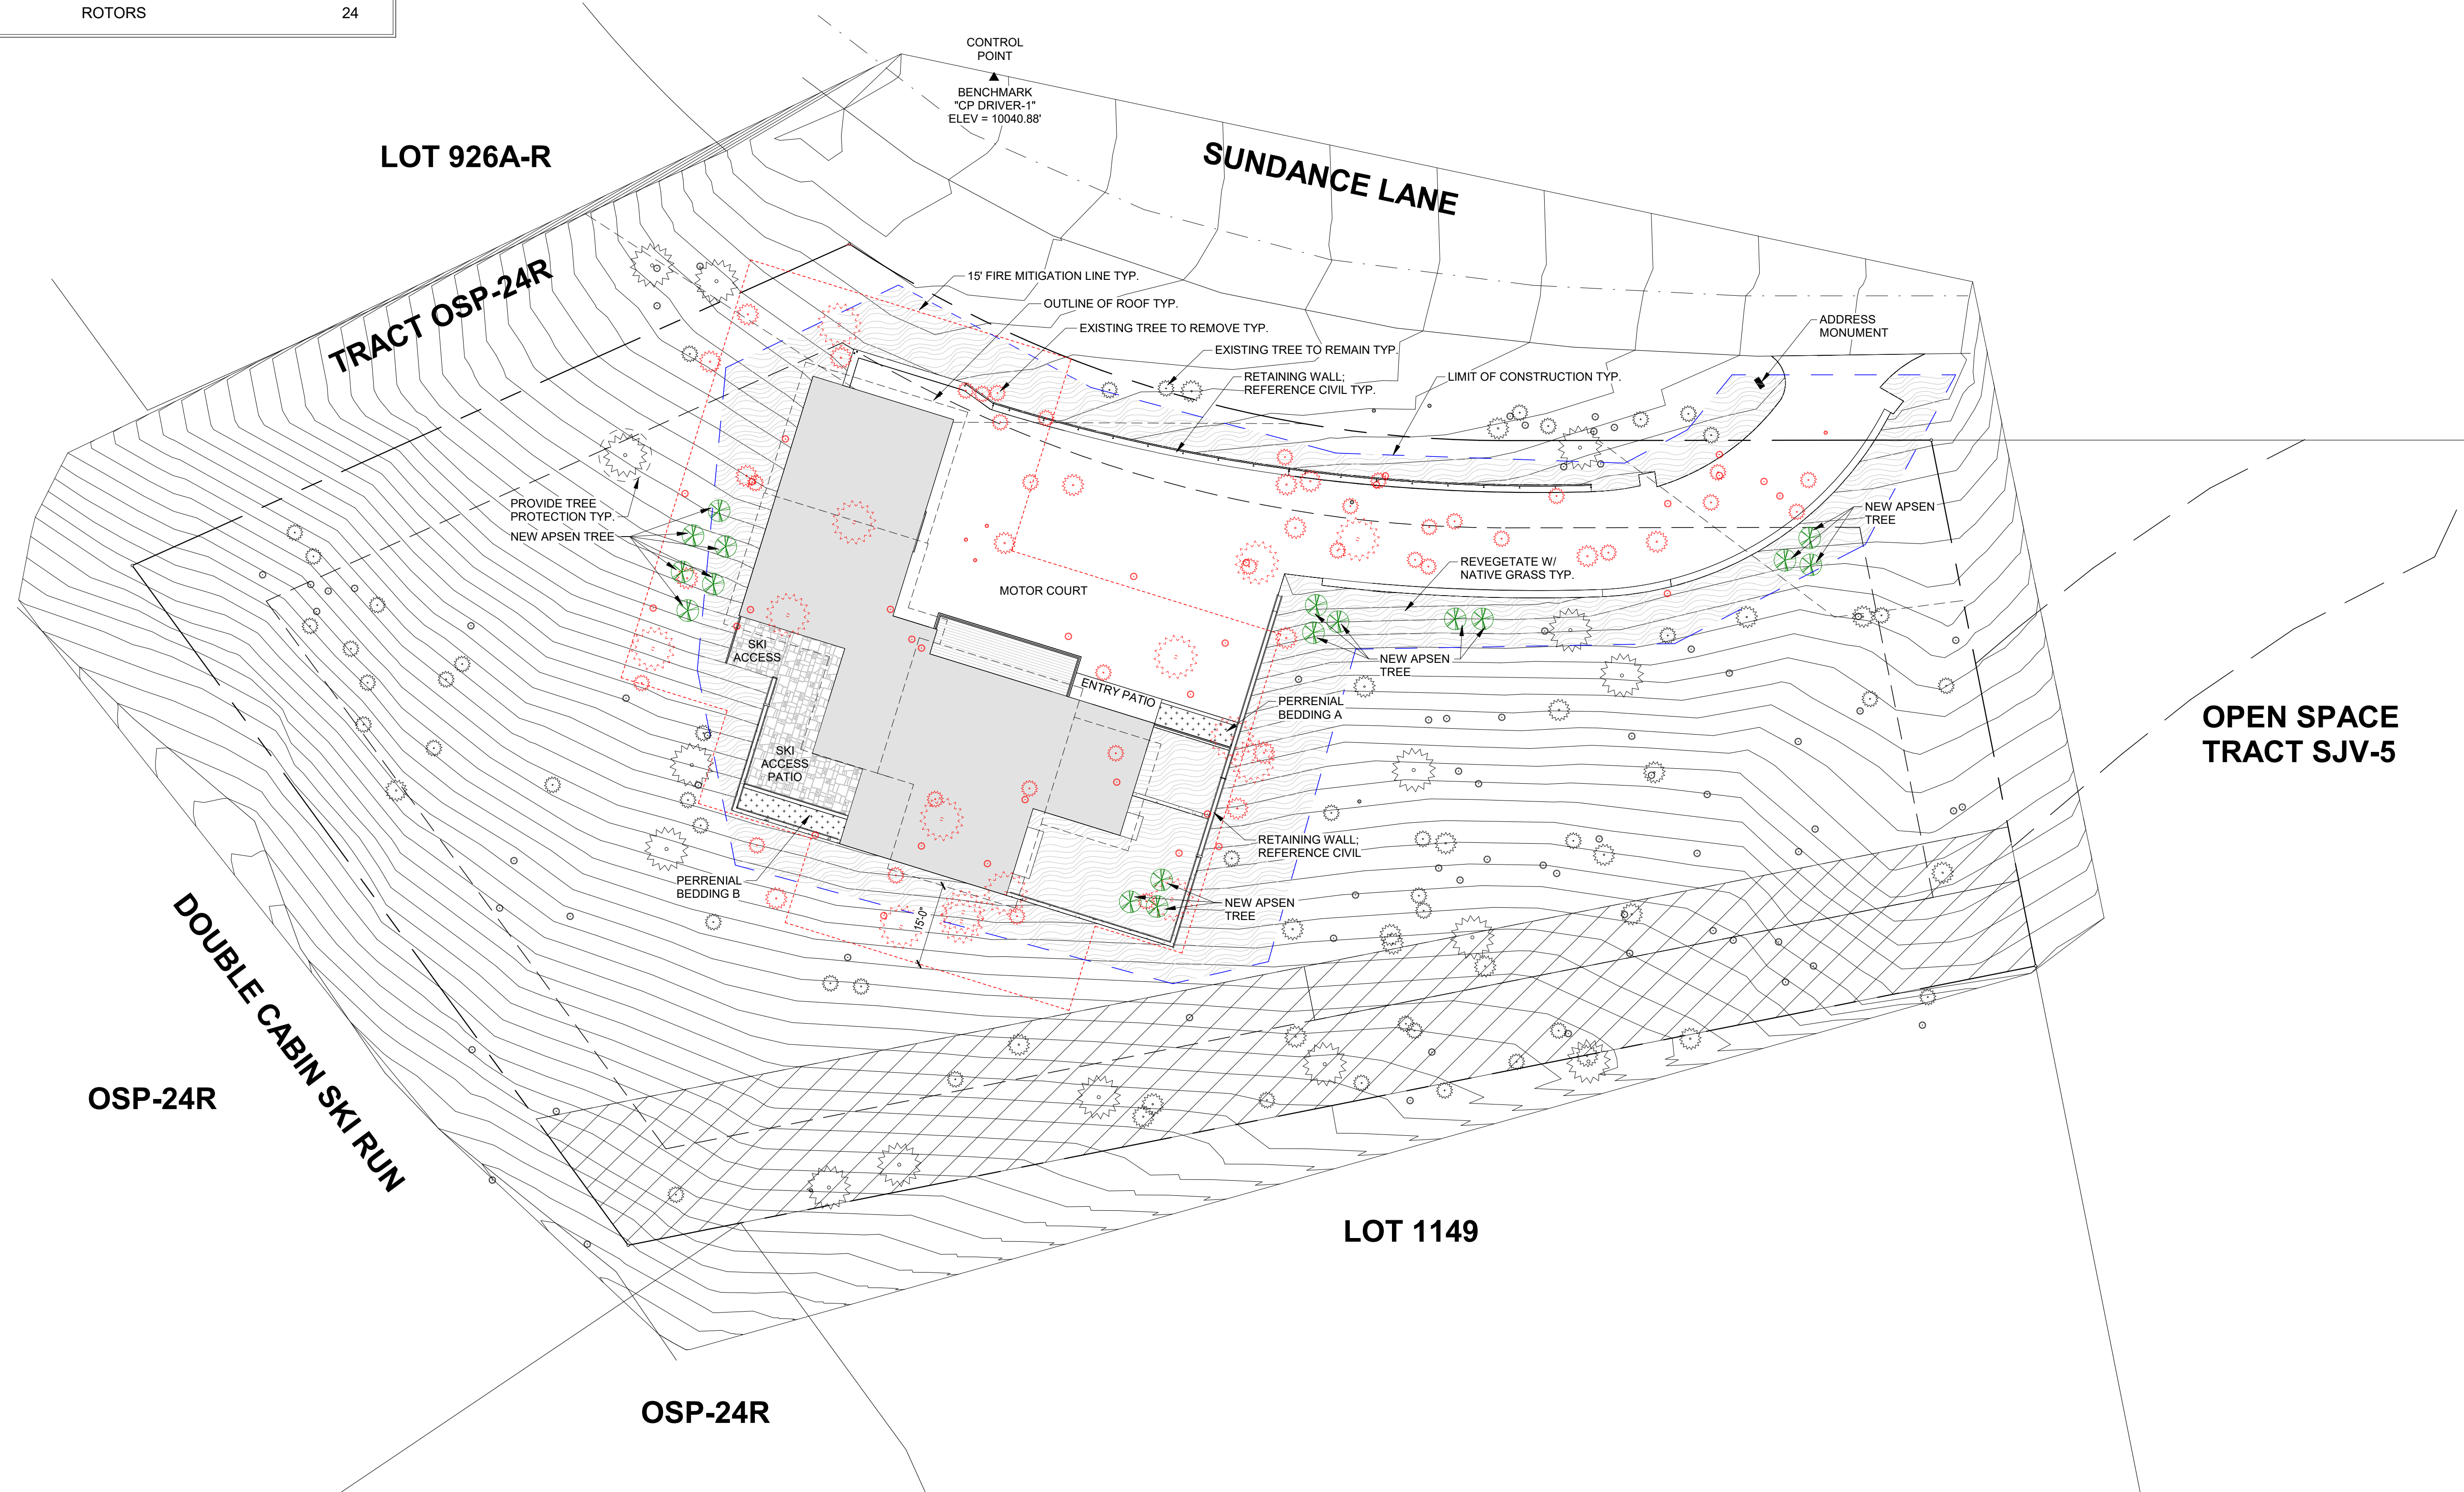 ROTORS 24
CONTROL
POINT
BENCHMARK
"CP DRIVER-1"
ELEV = 10040.88'
LOT 926A-R
SUNDANCE LANE
TRACT OSP-24R
15' FIRE MITIGATION LINE TYP.
OUTLINE OF ROOF TYP.
EXISTING TREE TO REMOVE TYP.
EXISTING TREE TO REMAIN TYP.
RETAINING WALL;
REFERENCE CIVIL TYP.
LIMIT OF CONSTRUCTION TYP.
ADDRESS
MONUMENT
PROVIDE TREE
PROTECTION TYP.
NEW APSEN TREE
NEW APSEN
TREE
REVEGETATE W/
NATIVE GRASS TYP.
MOTOR COURT
SKI
ACCESS
NEW APSEN
TREE
ENTRY PATIO
PERRENIAL
BEDDING A
SKI
ACCESS
PATIO
OPEN SPACE
TRACT SJV-5
RETAINING WALL;
REFERENCE CIVIL
PERRENIAL
BEDDING B
15'-0"
NEW APSEN
TREE
DOUBLE CABIN SKI RUN
OSP-24R
LOT 1149
OSP-24R